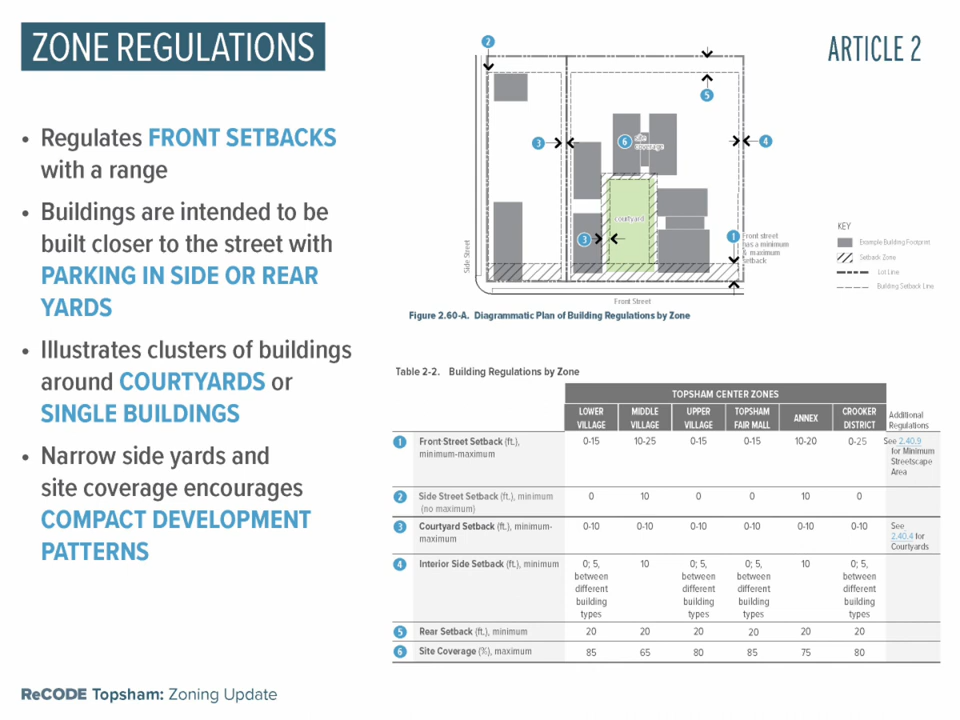 ZONE REGULATIONS
ARTICLE 2
• Regulates FRONT SETBACKS
with a range
• Buildings are intended to be
built closer to the street with
PARKING IN SIDE OR REAR
YARDS
• Illustrates clusters of buildings
around COURTYARDS or
SINGLE BUILDINGS
• Narrow side yards and
site coverage encourages
COMPACT DEVELOPMENT
PATTERNS
2
5
3
6
site
coverage
4
courtyard
3
1
Front street
has a minimum
& maximum
setback
Side Street
Front Street
KEY
Example Building Footprint
Setback Zone
Lot Line
Building Setback Line
Figure 2.60-A. Diagrammatic Plan of Building Regulations by Zone
Table 2-2. Building Regulations by Zone
TOPSHAM CENTER ZONES
LOWER VILLAGE
MIDDLE VILLAGE
UPPER VILLAGE
TOPSHAM FAIR MALL
ANNEX
CROOKER DISTRICT
Additional Regulations
1 Front Street Setback (ft.), minimum-maximum 0-15 10-25 0-15 0-15 10-20 0-25 See 2.40.9 for Minimum Streetscape Area
2 Side Street Setback (ft.), minimum (no maximum) 0 10 0 0 10 0
3 Courtyard Setback (ft.), minimum-maximum 0-10 0-10 0-10 0-10 0-10 0-10 See 2.40.4 for Courtyards
4 Interior Side Setback (ft.), minimum 0; 5, between different building types 10 0; 5, between different building types 0; 5, between different building types 10 0; 5, between different building types
5 Rear Setback (ft.), minimum 20 20 20 20 20 20
6 Site Coverage (%), maximum 85 65 80 85 75 80
ReCODE Topsham: Zoning Update